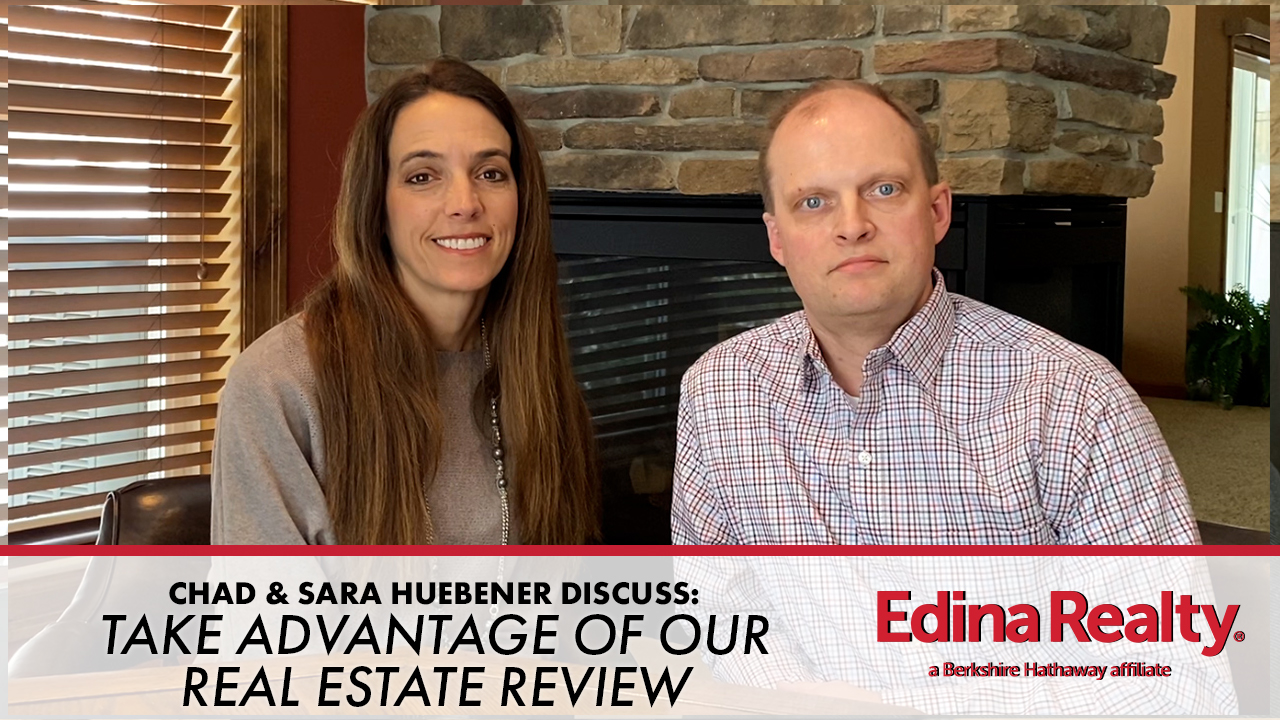 CHAD & SARA HUEBENER DISCUSS:
TAKE ADVANTAGE OF OUR
REAL ESTATE REVIEW
Edina Realty®
a Berkshire Hathaway affiliate